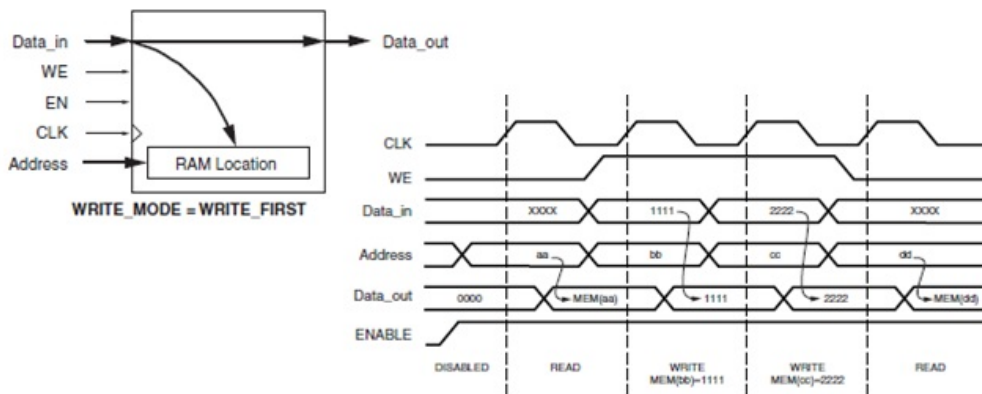 Data_in
Data_out
WE
EN
CLK
Address
RAM Location
WRITE_MODE = WRITE_FIRST
CLK
WE
Data_in XXXX 1111 2222 XXXX
Address aa bb cc dd
Data_out 0000 MEM(aa) 1111 2222 MEM(dd)
ENABLE
DISABLED READ WRITE WRITE READ
MEM(bb)=1111 MEM(cc)=2222